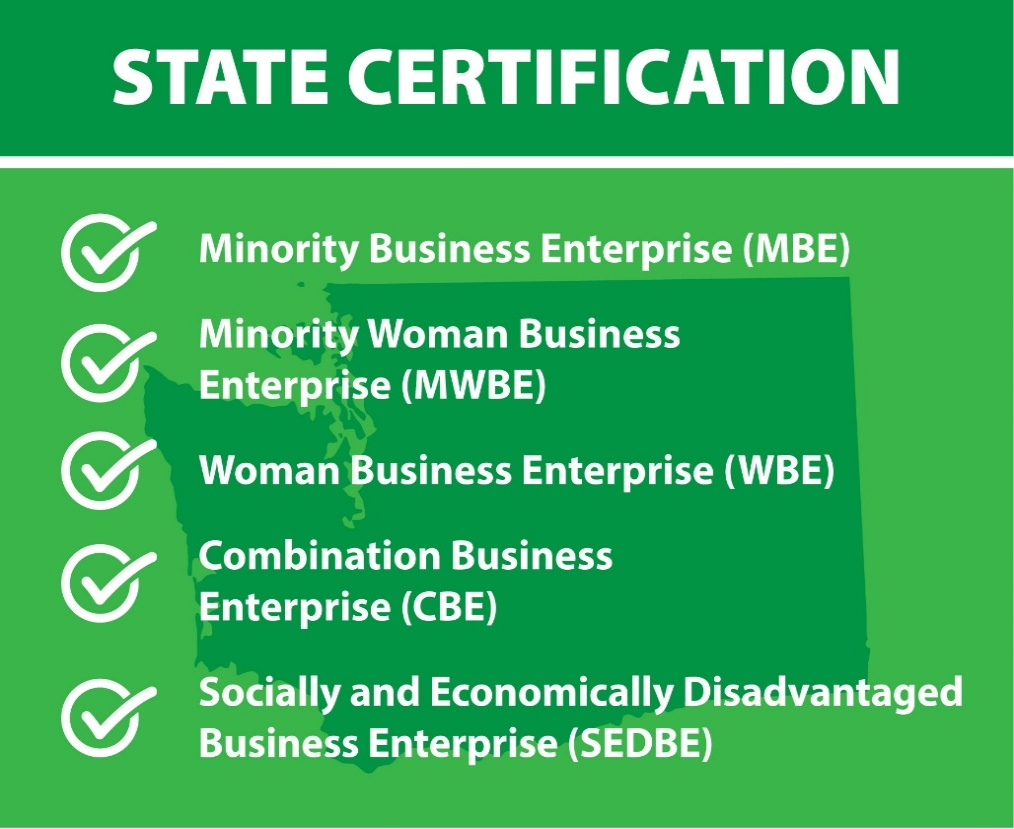 STATE CERTIFICATION
Minority Business Enterprise (MBE)
Minority Woman Business
Enterprise (MWBE)
Woman Business Enterprise (WBE)
Combination Business
Enterprise (CBE)
Socially and Economically Disadvantaged
Business Enterprise (SEDBE)